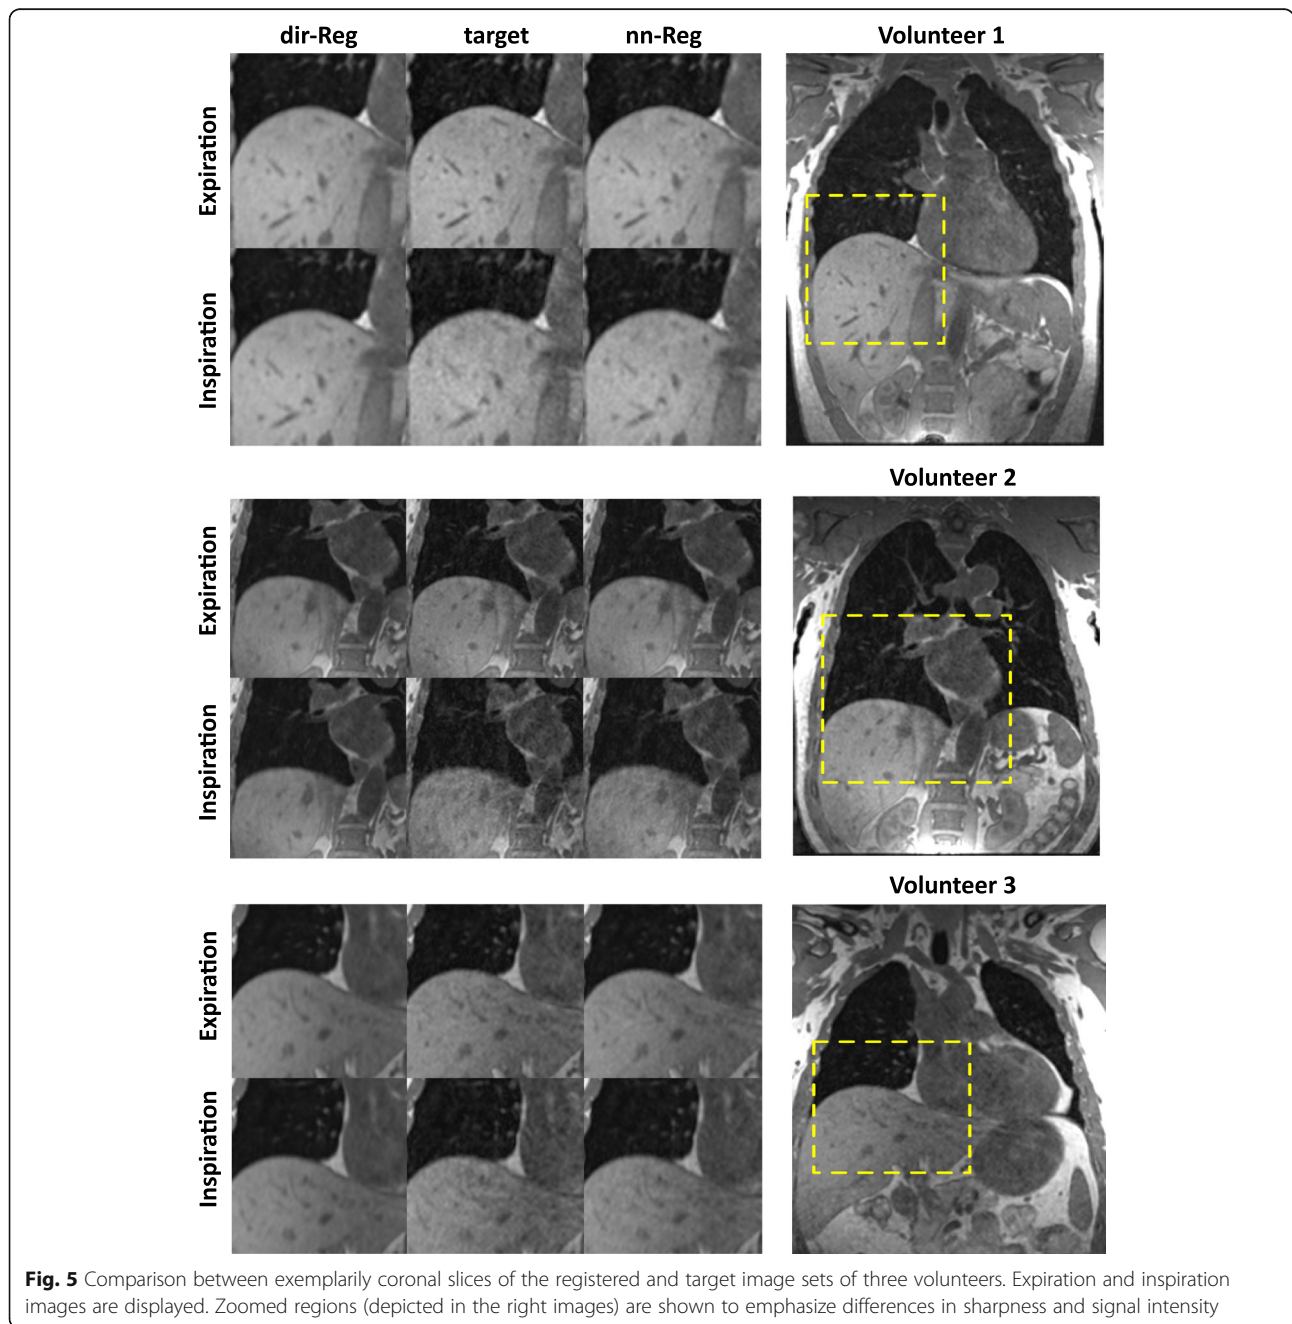 dir-Reg target nn-Reg Volunteer 1
Expiration
Inspiration
Volunteer 2
Expiration
Inspiration
Volunteer 3
Expiration
Inspiration
Fig. 5 Comparison between exemplarily coronal slices of the registered and target image sets of three volunteers. Expiration and inspiration
images are displayed. Zoomed regions (depicted in the right images) are shown to emphasize differences in sharpness and signal intensity